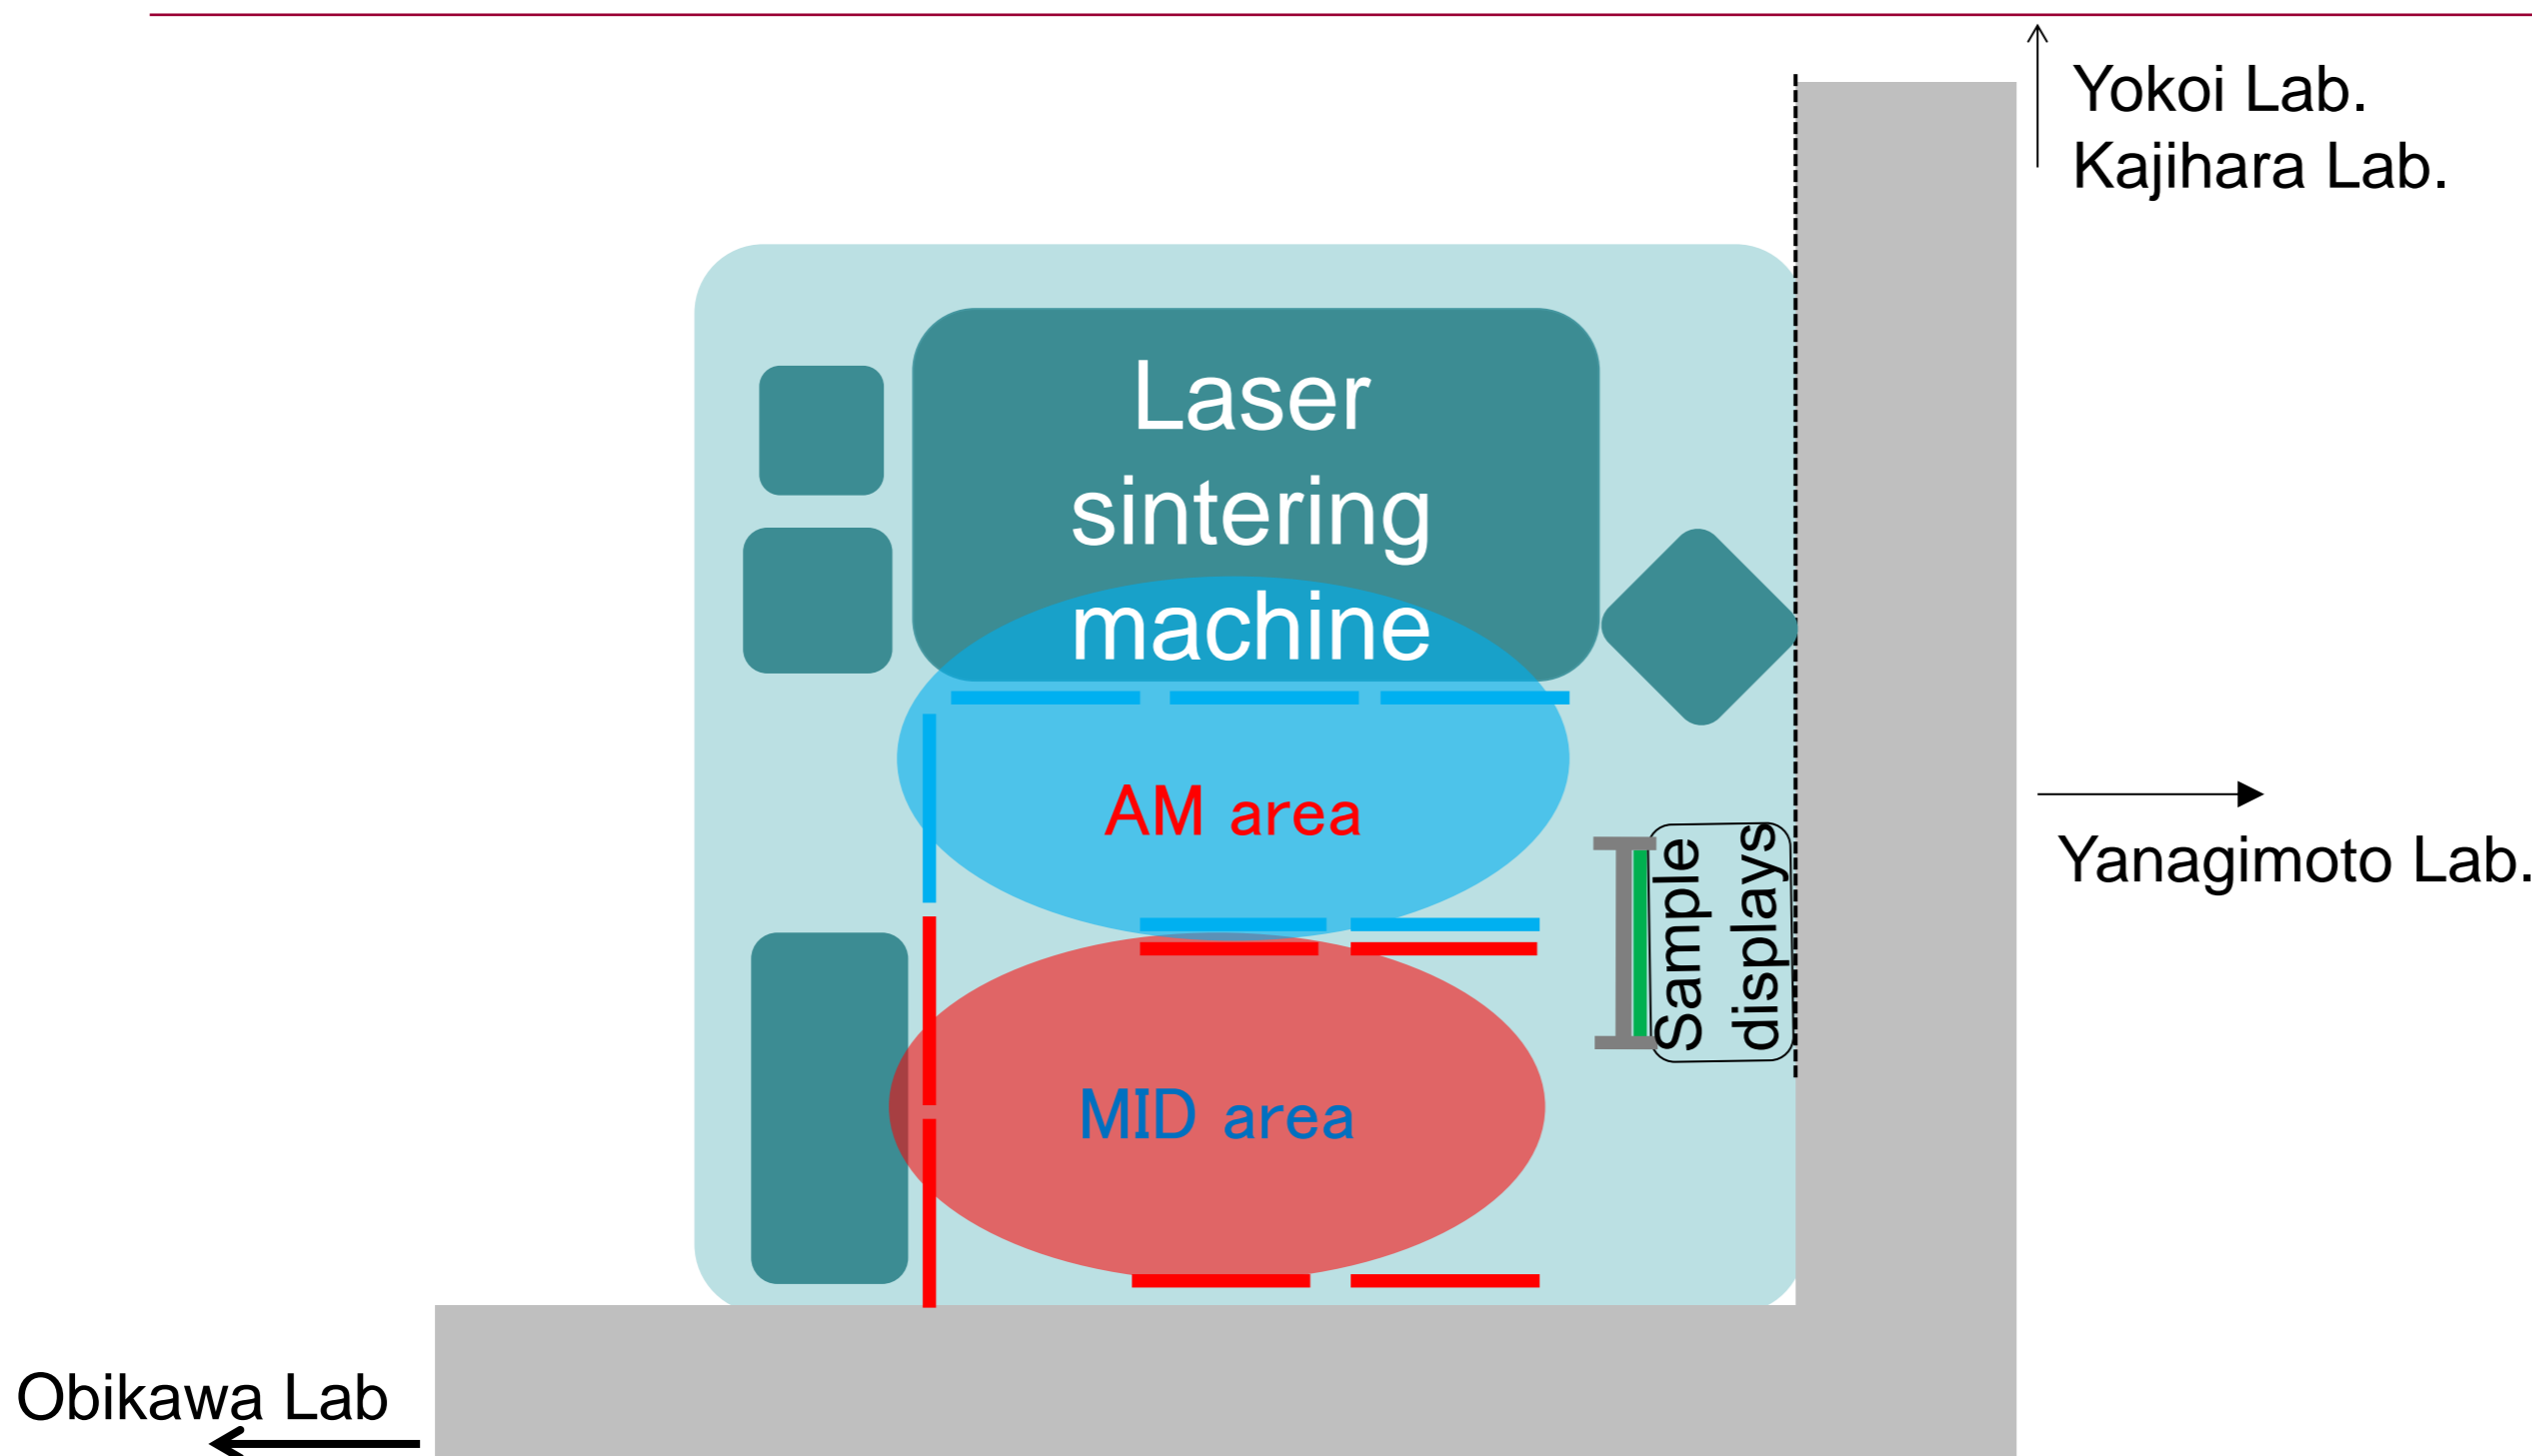 Yokoi Lab.
Kajihara Lab.
Laser
sintering
machine
AM area
Sample
displays
Yanagimoto Lab.
MID area
Obikawa Lab